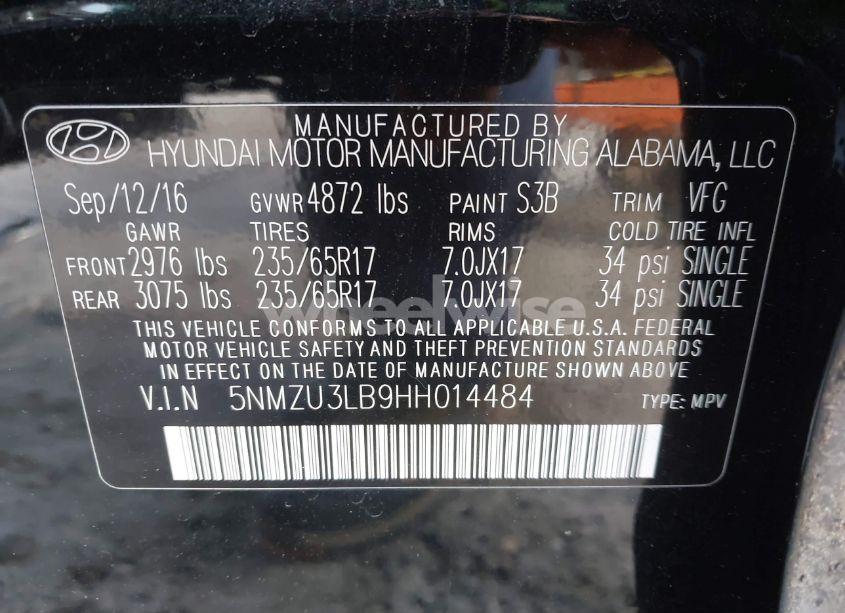 MANUFACTURED BY
HYUNDAI MOTOR MANUFACTURING ALABAMA, LLC
Sep/12/16 GVWR 4872 lbs PAINT S3B TRIM VFG
GAWR TIRES RIMS COLD TIRE INFL
FRONT 2976 lbs 235/65R17 7.0JX17 34 psi SINGLE
REAR 3075 lbs 235/65R17 7.0JX17 34 psi SINGLE
wheelwise
THIS VEHICLE CONFORMS TO ALL APPLICABLE U.S.A. FEDERAL
MOTOR VEHICLE SAFETY AND THEFT PREVENTION STANDARDS
IN EFFECT ON THE DATE OF MANUFACTURE SHOWN ABOVE
V.I.N 5NMZU3LB9HH014484 TYPE: MPV